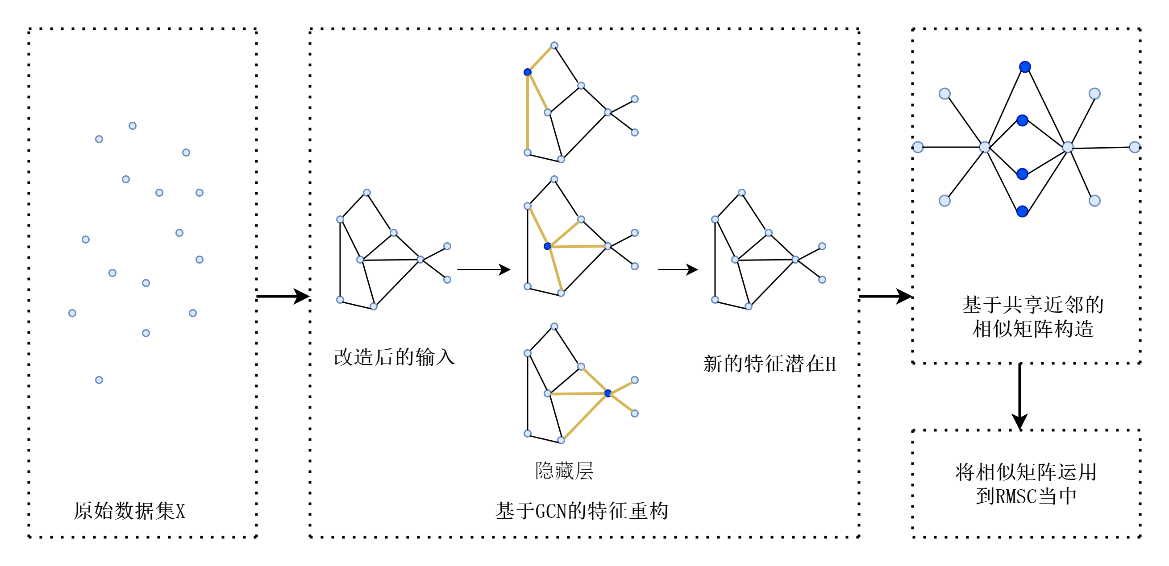 原始数据集X
改造后的输入
隐藏层
新的特征潜在H
基于GCN的特征重构
基于共享近邻的
相似矩阵构造
将相似矩阵运用
到RMSC当中